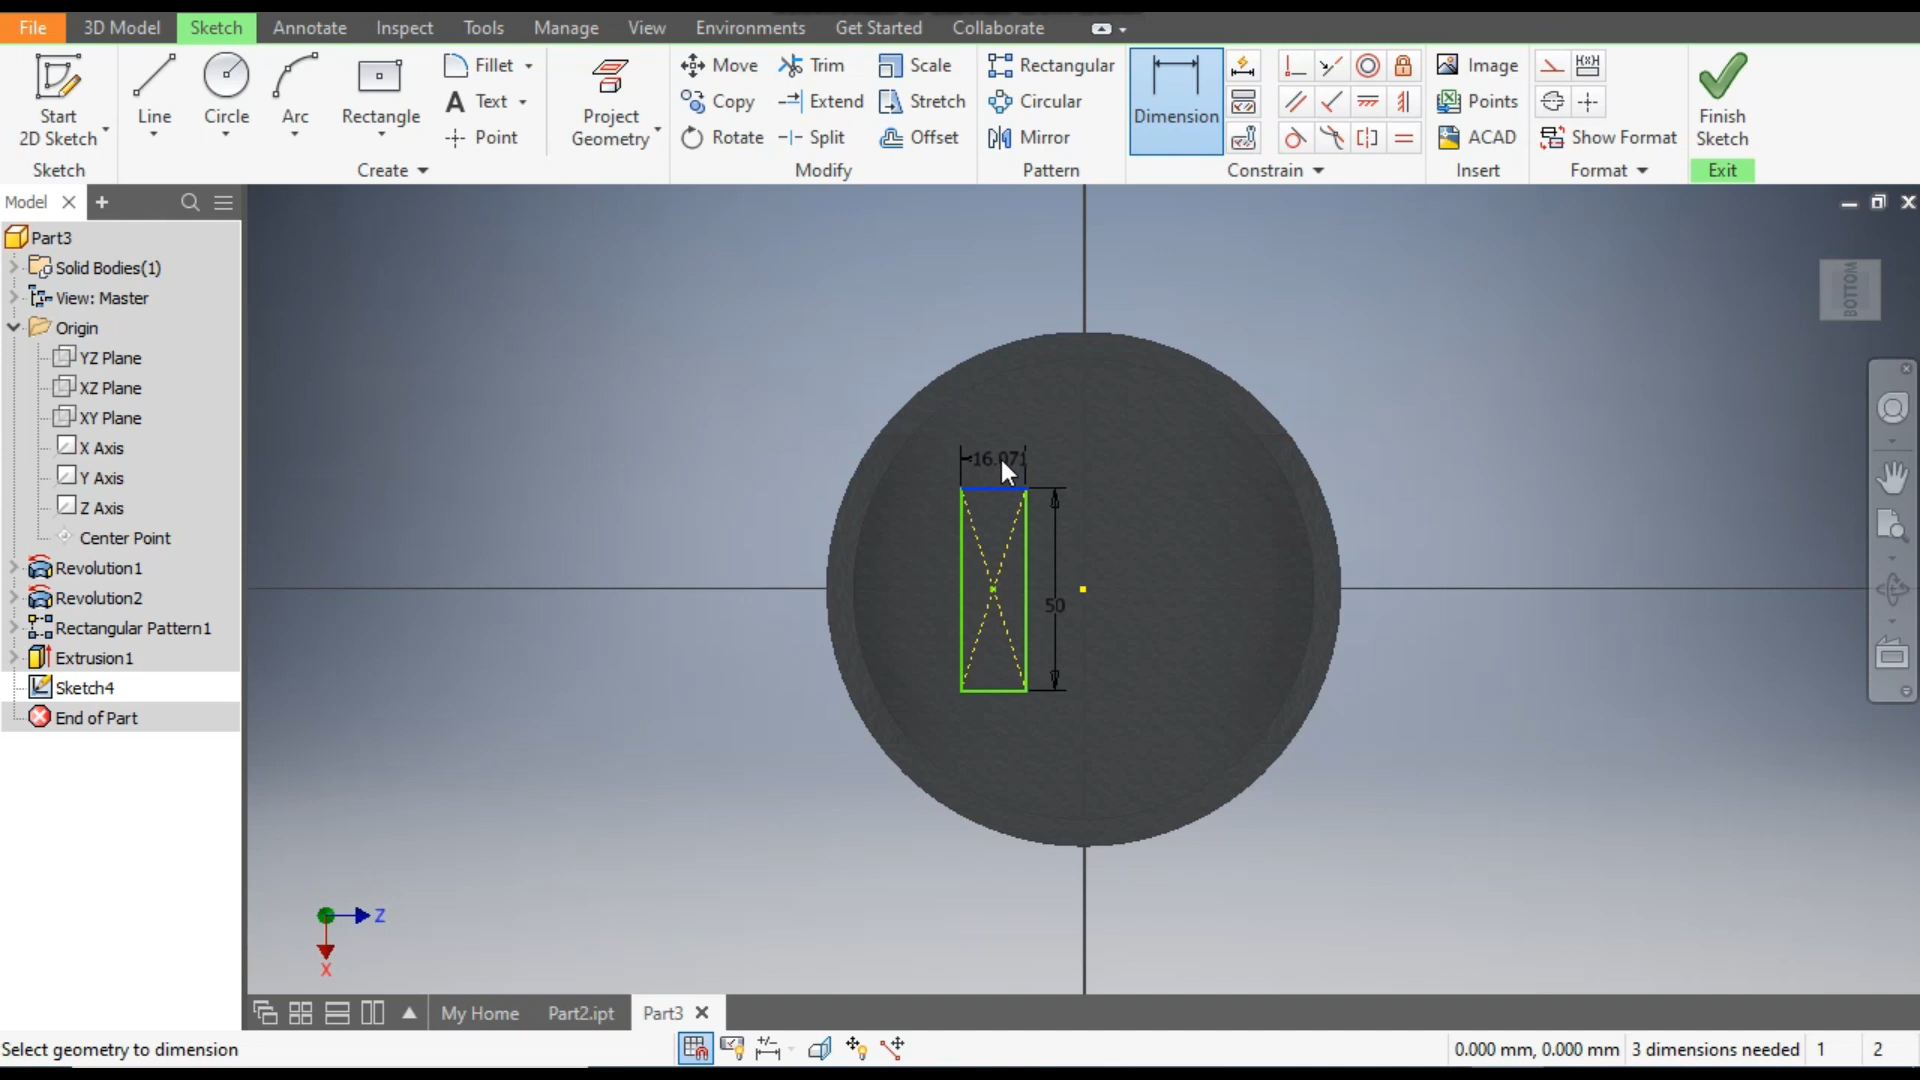 File 3D Model Sketch Annotate Inspect Tools Manage View Environments Get Started Collaborate
Start
2D Sketch
Line
Circle
Arc
Rectangle
Fillet
Text
Point
Project
Geometry
Move
Copy
Rotate
Trim
Extend
Split
Scale
Stretch
Offset
Rectangular
Circular
Mirror
Dimension
Image
Points
ACAD
Show Format
Finish
Sketch
Sketch
Create
Modify
Pattern
Constrain
Insert
Format
Exit
Model
Part3
Solid Bodies(1)
View: Master
Origin
YZ Plane
XZ Plane
XY Plane
X Axis
Y Axis
Z Axis
Center Point
Revolution1
Revolution2
Rectangular Pattern1
Extrusion1
Sketch4
End of Part
BOTTOM
16.071
50
Z
X
My Home Part2.ipt Part3
Select geometry to dimension
0.000 mm, 0.000 mm 3 dimensions needed 1 2